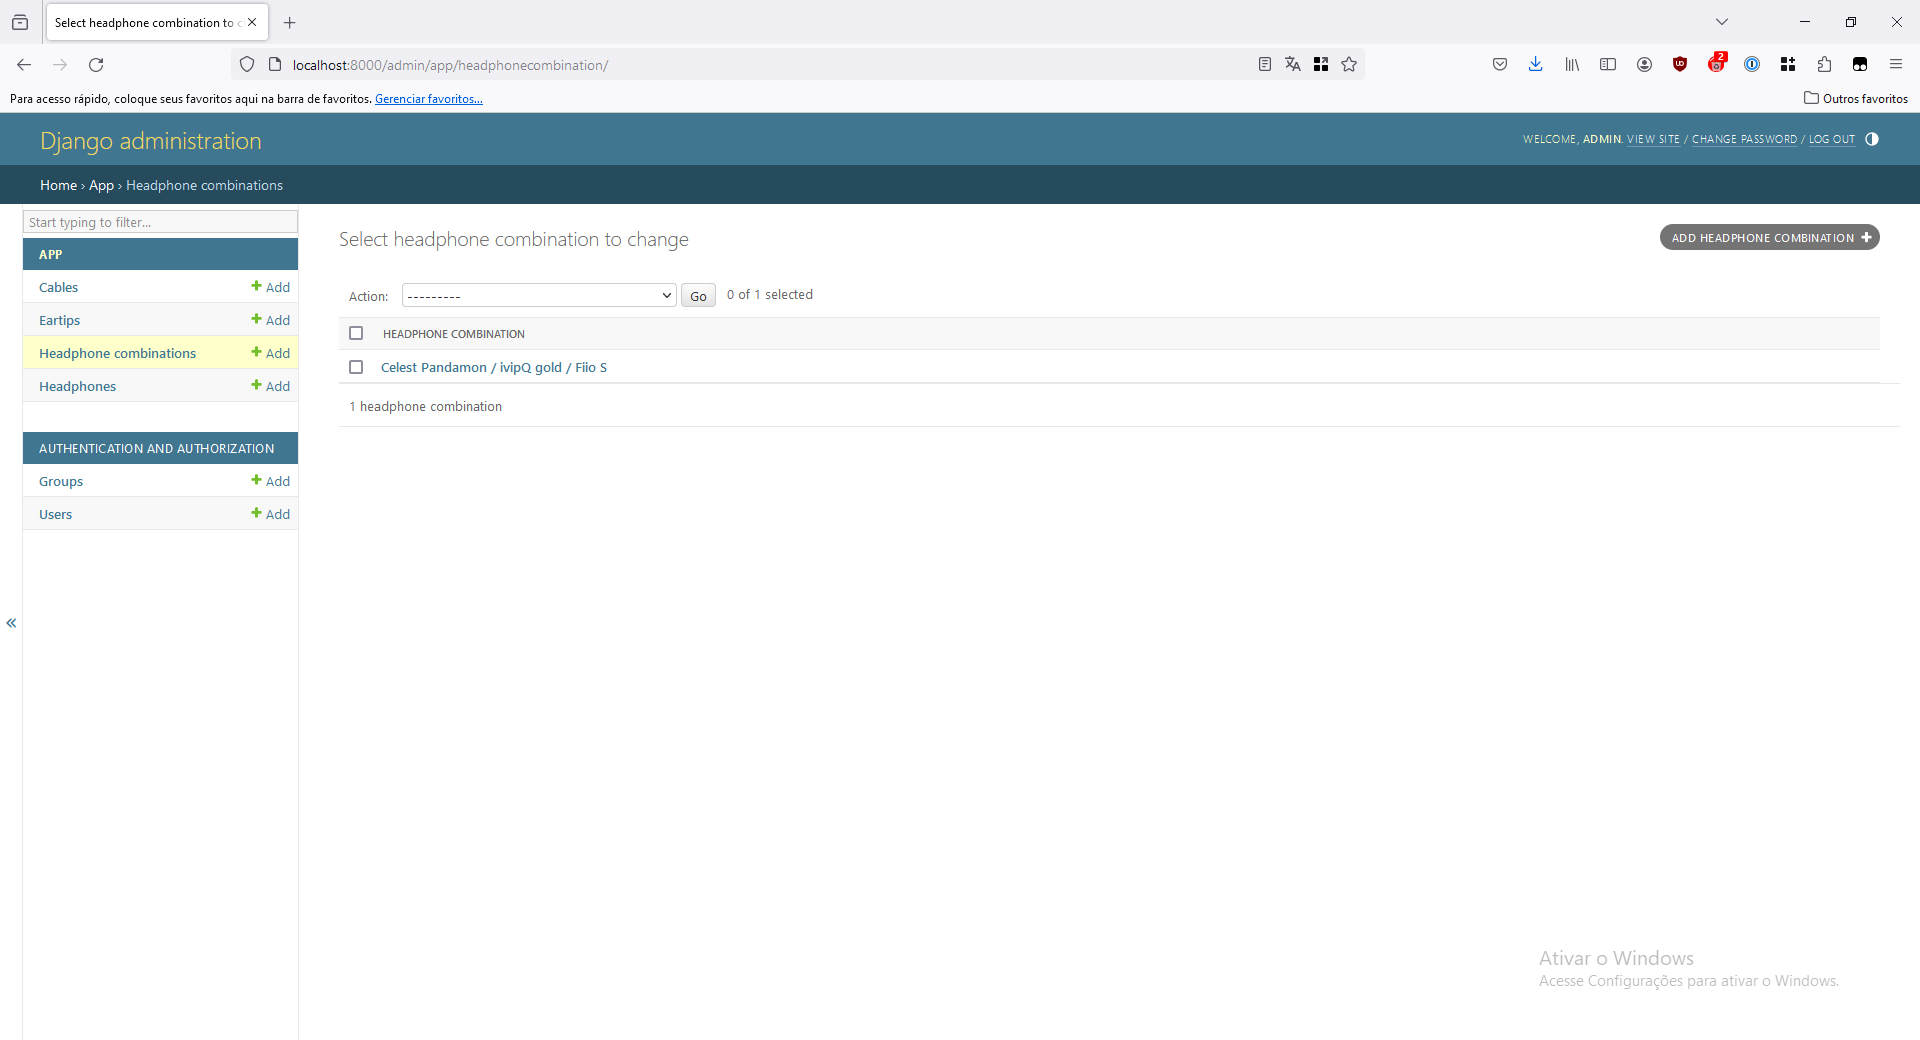 Select headphone combination to c
localhost:8000/admin/app/headphonecombination/
2
Para acesso rápido, coloque seus favoritos aqui na barra de favoritos. Gerenciar favoritos...
Outros favoritos
Django administration
WELCOME, ADMIN. VIEW SITE / CHANGE PASSWORD / LOG OUT
Home › App › Headphone combinations
Start typing to filter...
APP
Cables
Add
Eartips
Add
Headphone combinations
Add
Headphones
Add
AUTHENTICATION AND AUTHORIZATION
Groups
Add
Users
Add
«
Select headphone combination to change
ADD HEADPHONE COMBINATION
Action:
---------
Go
0 of 1 selected
HEADPHONE COMBINATION
Celest Pandamon / ivipQ gold / Fiio S
1 headphone combination
Ativar o Windows
Acesse Configurações para ativar o Windows.